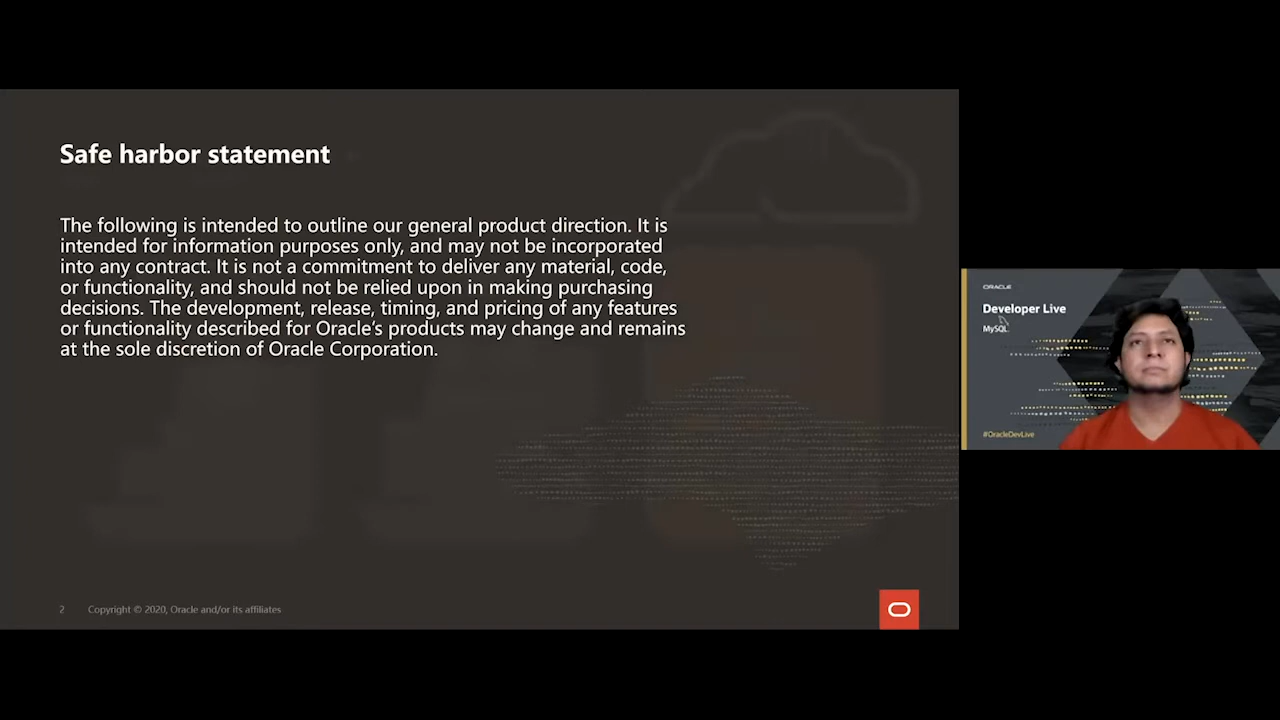 Safe harbor statement
The following is intended to outline our general product direction. It is
intended for information purposes only, and may not be incorporated
into any contract. It is not a commitment to deliver any material, code,
or functionality, and should not be relied upon in making purchasing
decisions. The development, release, timing, and pricing of any features
or functionality described for Oracle's products may change and remains
at the sole discretion of Oracle Corporation.
2 Copyright © 2020, Oracle and/or its affiliates
ORACLE
Developer Live
MySQL
#OracleDevLive